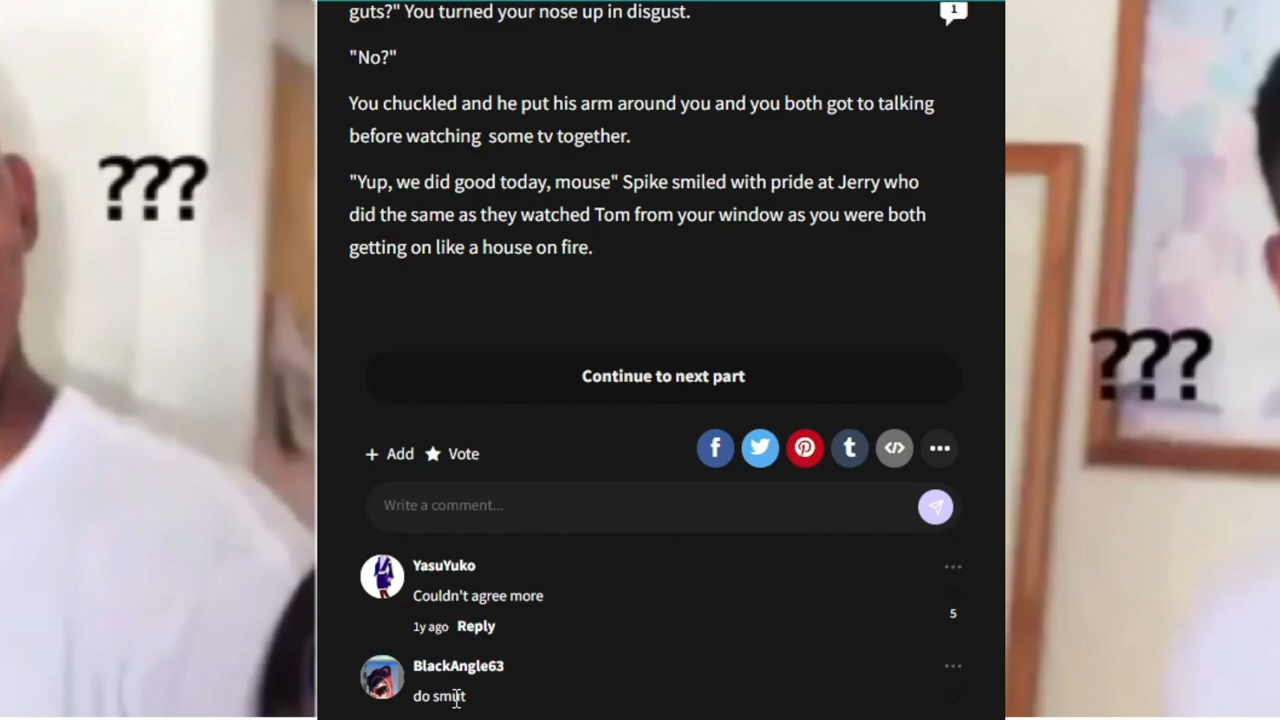 guts?" You turned your nose up in disgust.
1
"No?"
You chuckled and he put his arm around you and you both got to talking
before watching some tv together.
"Yup, we did good today, mouse" Spike smiled with pride at Jerry who
did the same as they watched Tom from your window as you were both
getting on like a house on fire.
???
???
Continue to next part
+ Add ★ Vote
f t </> •••
Write a comment...
YasuYuko
Couldn't agree more
5
1y ago Reply
BlackAngle63
do smut